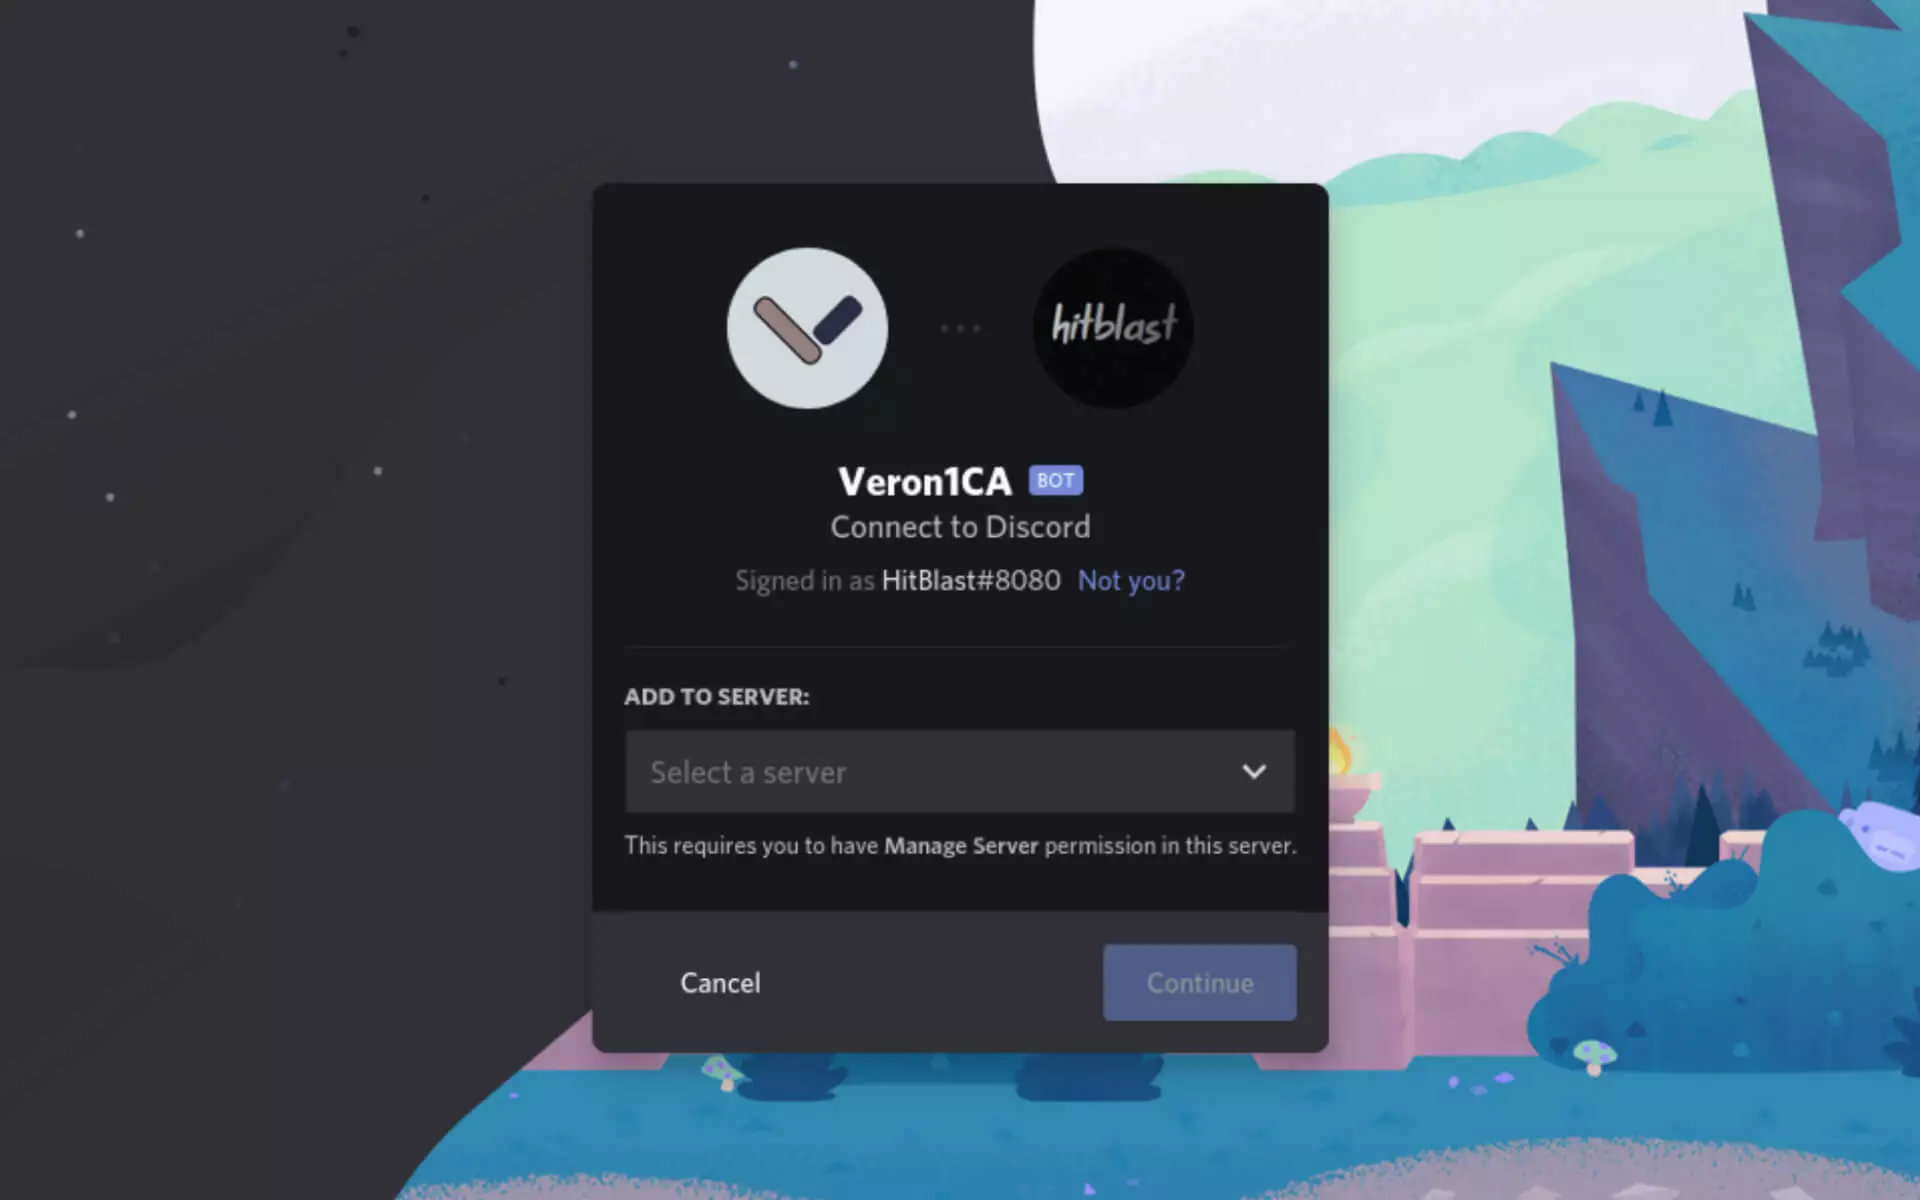 hitblast
Veron1CA BOT
Connect to Discord
Signed in as HitBlast#8080 Not you?
ADD TO SERVER:
Select a server
This requires you to have Manage Server permission in this server.
Cancel
Continue